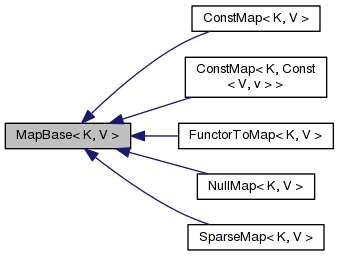 ConstMap< K, V >
ConstMap< K, Const
< V, v > >
MapBase< K, V >
FunctorToMap< K, V >
NullMap< K, V >
SparseMap< K, V >